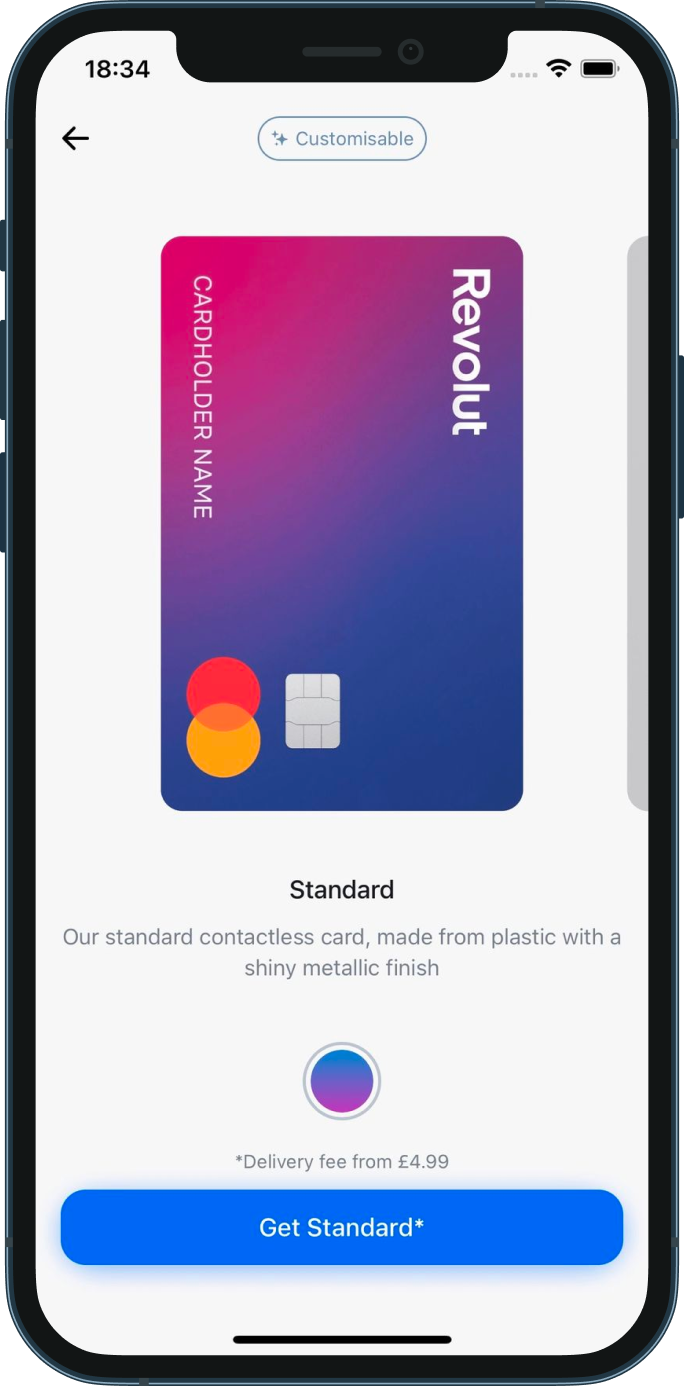 18:34
Customisable
Revolut
CARDHOLDER NAME
Standard
Our standard contactless card, made from plastic with a
shiny metallic finish
*Delivery fee from £4.99
Get Standard*